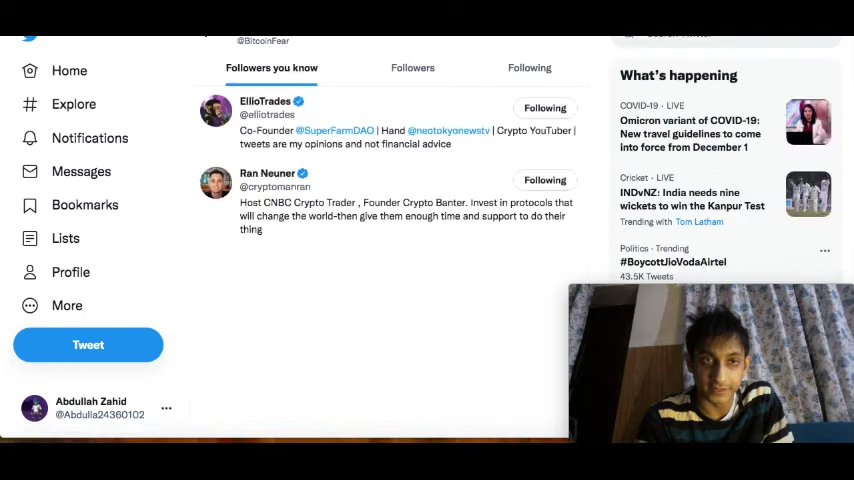 @BitcoinFear
Followers you know
Followers
Following
EllioTrades
@elliotrades
Following
Co-Founder @SuperFarmDAO | Hand @neotokyonewstv | Crypto YouTuber |
tweets are my opinions and not financial advice
Ran Neuner
@cryptomanran
Following
Host CNBC Crypto Trader , Founder Crypto Banter. Invest in protocols that
will change the world-then give them enough time and support to do their
thing
Home
Explore
Notifications
Messages
Bookmarks
Lists
Profile
More
Tweet
Abdullah Zahid
@Abdulla24360102
What's happening
COVID-19 · LIVE
Omicron variant of COVID-19:
New travel guidelines to come
into force from December 1
Cricket · LIVE
INDvNZ: India needs nine
wickets to win the Kanpur Test
Trending with Tom Latham
Politics · Trending
#BoycottJioVodaAirtel
43.5K Tweets